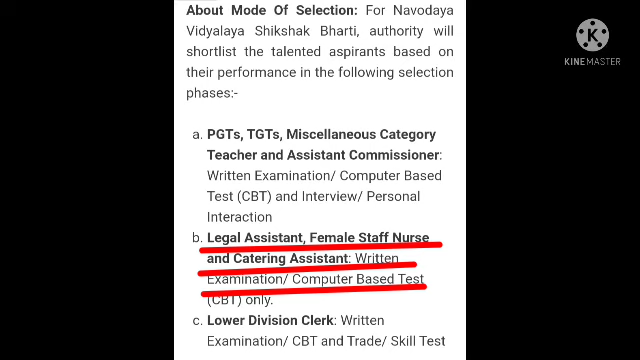 About Mode Of Selection: For Navodaya
Vidyalaya Shikshak Bharti, authority will
shortlist the talented aspirants based on
their performance in the following selection
phases:-
a. PGTs, TGTs, Miscellaneous Category
Teacher and Assistant Commissioner:
Written Examination/ Computer Based
Test (CBT) and Interview/ Personal
Interaction
b. Legal Assistant, Female Staff Nurse
and Catering Assistant: Written
Examination/ Computer Based Test
(CBT) only.
c. Lower Division Clerk: Written
Examination/ CBT and Trade/ Skill Test
KINEMASTER